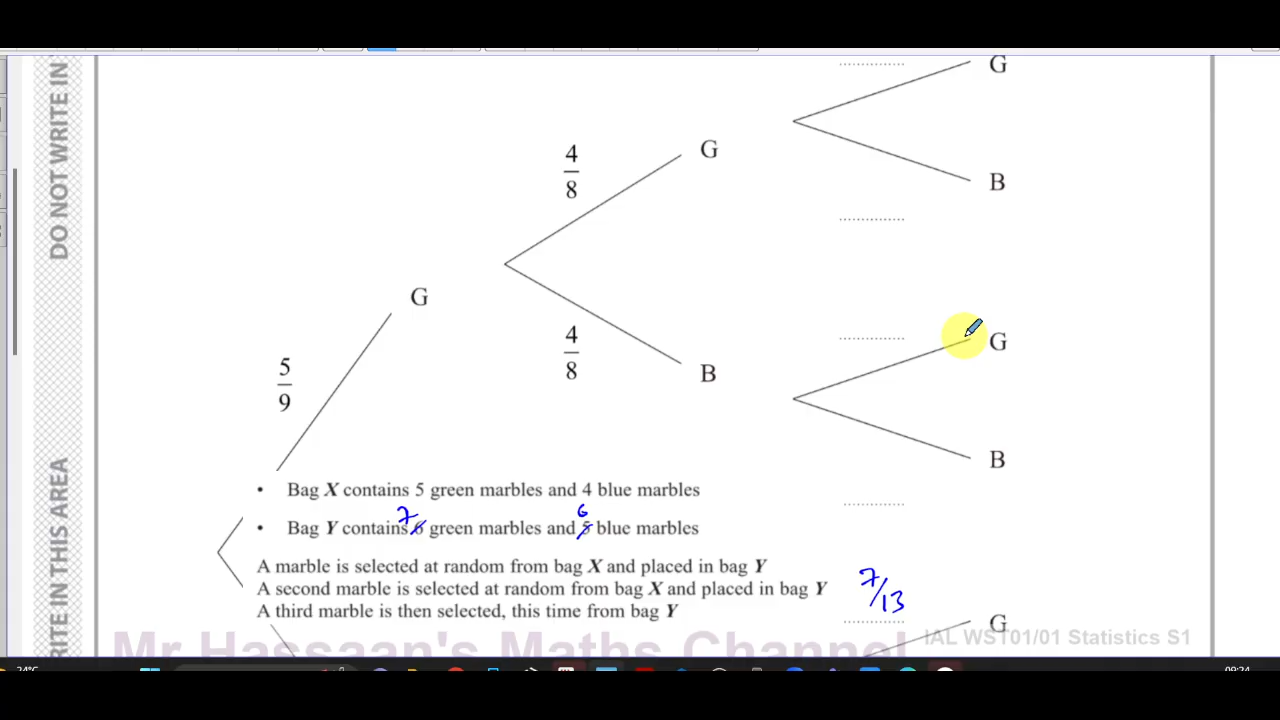 DO NOT WRITE IN
G
B
4
8
G
4
8
B
G
5
9
G
B
• Bag X contains 5 green marbles and 4 blue marbles
7 6
• Bag Y contains 6 green marbles and 5 blue marbles
A marble is selected at random from bag X and placed in bag Y
A second marble is selected at random from bag X and placed in bag Y
A third marble is then selected, this time from bag Y
7/13
G
WRITE IN THIS AREA
Mr Hassaan's Maths Channel
IAL WST01/01 Statistics S1
24°C
09:24